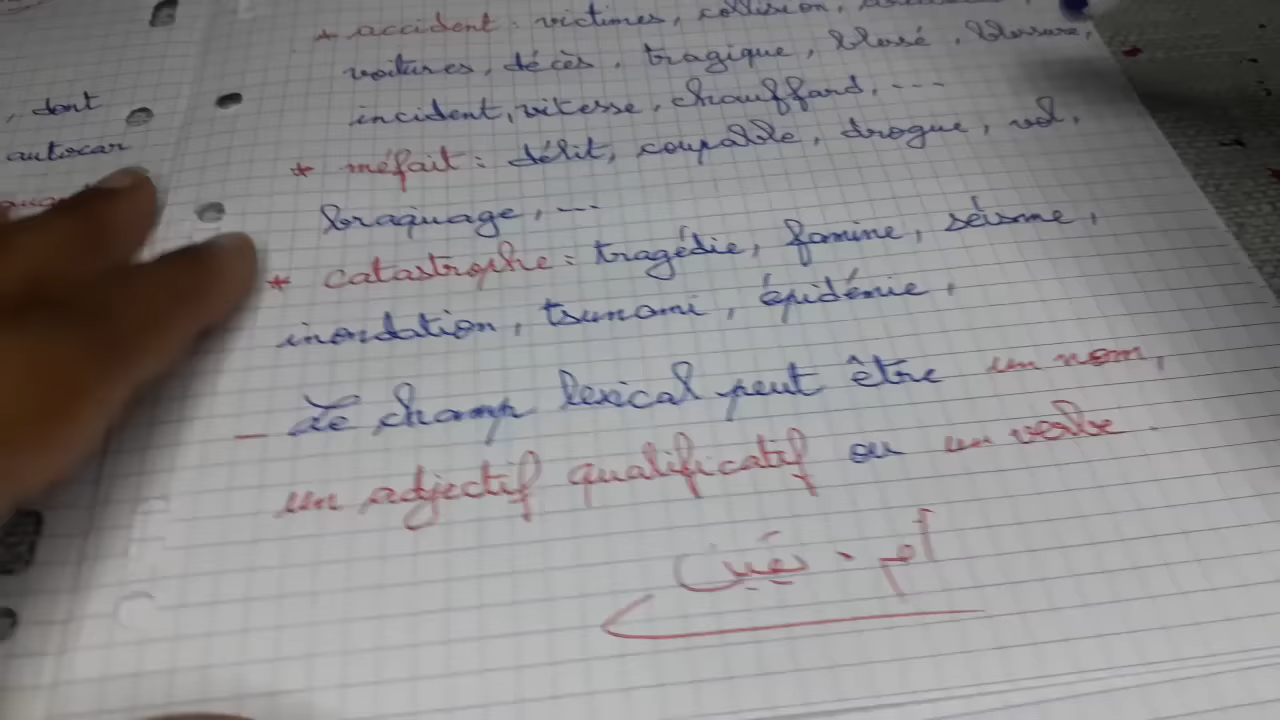 * accident : victimes, collision,
voitures, décès, tragique, blessé, blessure,
incident, vitesse, chauffard, ...
* méfait : délit, coupable, drogue, vol,
braquage, ...
* catastrophe : tragédie, famine, séisme,
inondation, tsunami, épidémie,
- Le champ lexical peut être un nom,
un adjectif qualificatif ou un verbe.
, dont
autocar
أم